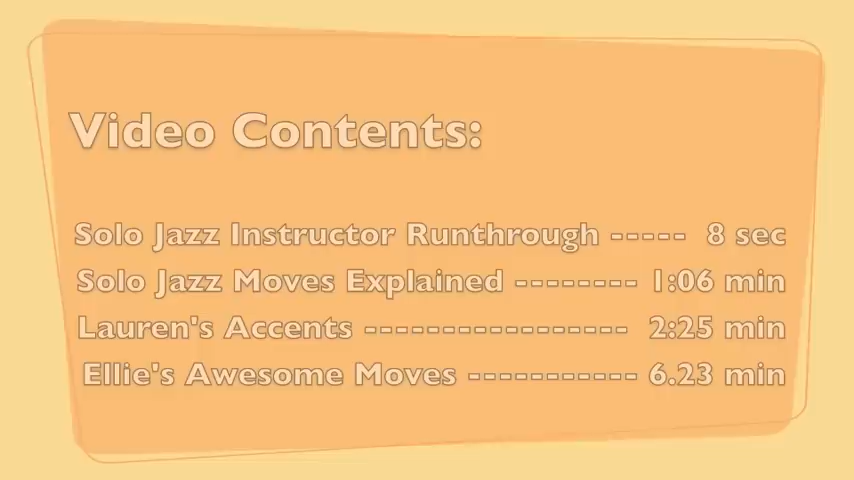 Video Contents:
Solo Jazz Instructor Runthrough ----- 8 sec
Solo Jazz Moves Explained -------- 1:06 min
Lauren's Accents ----------------- 2:25 min
Ellie's Awesome Moves ----------- 6.23 min